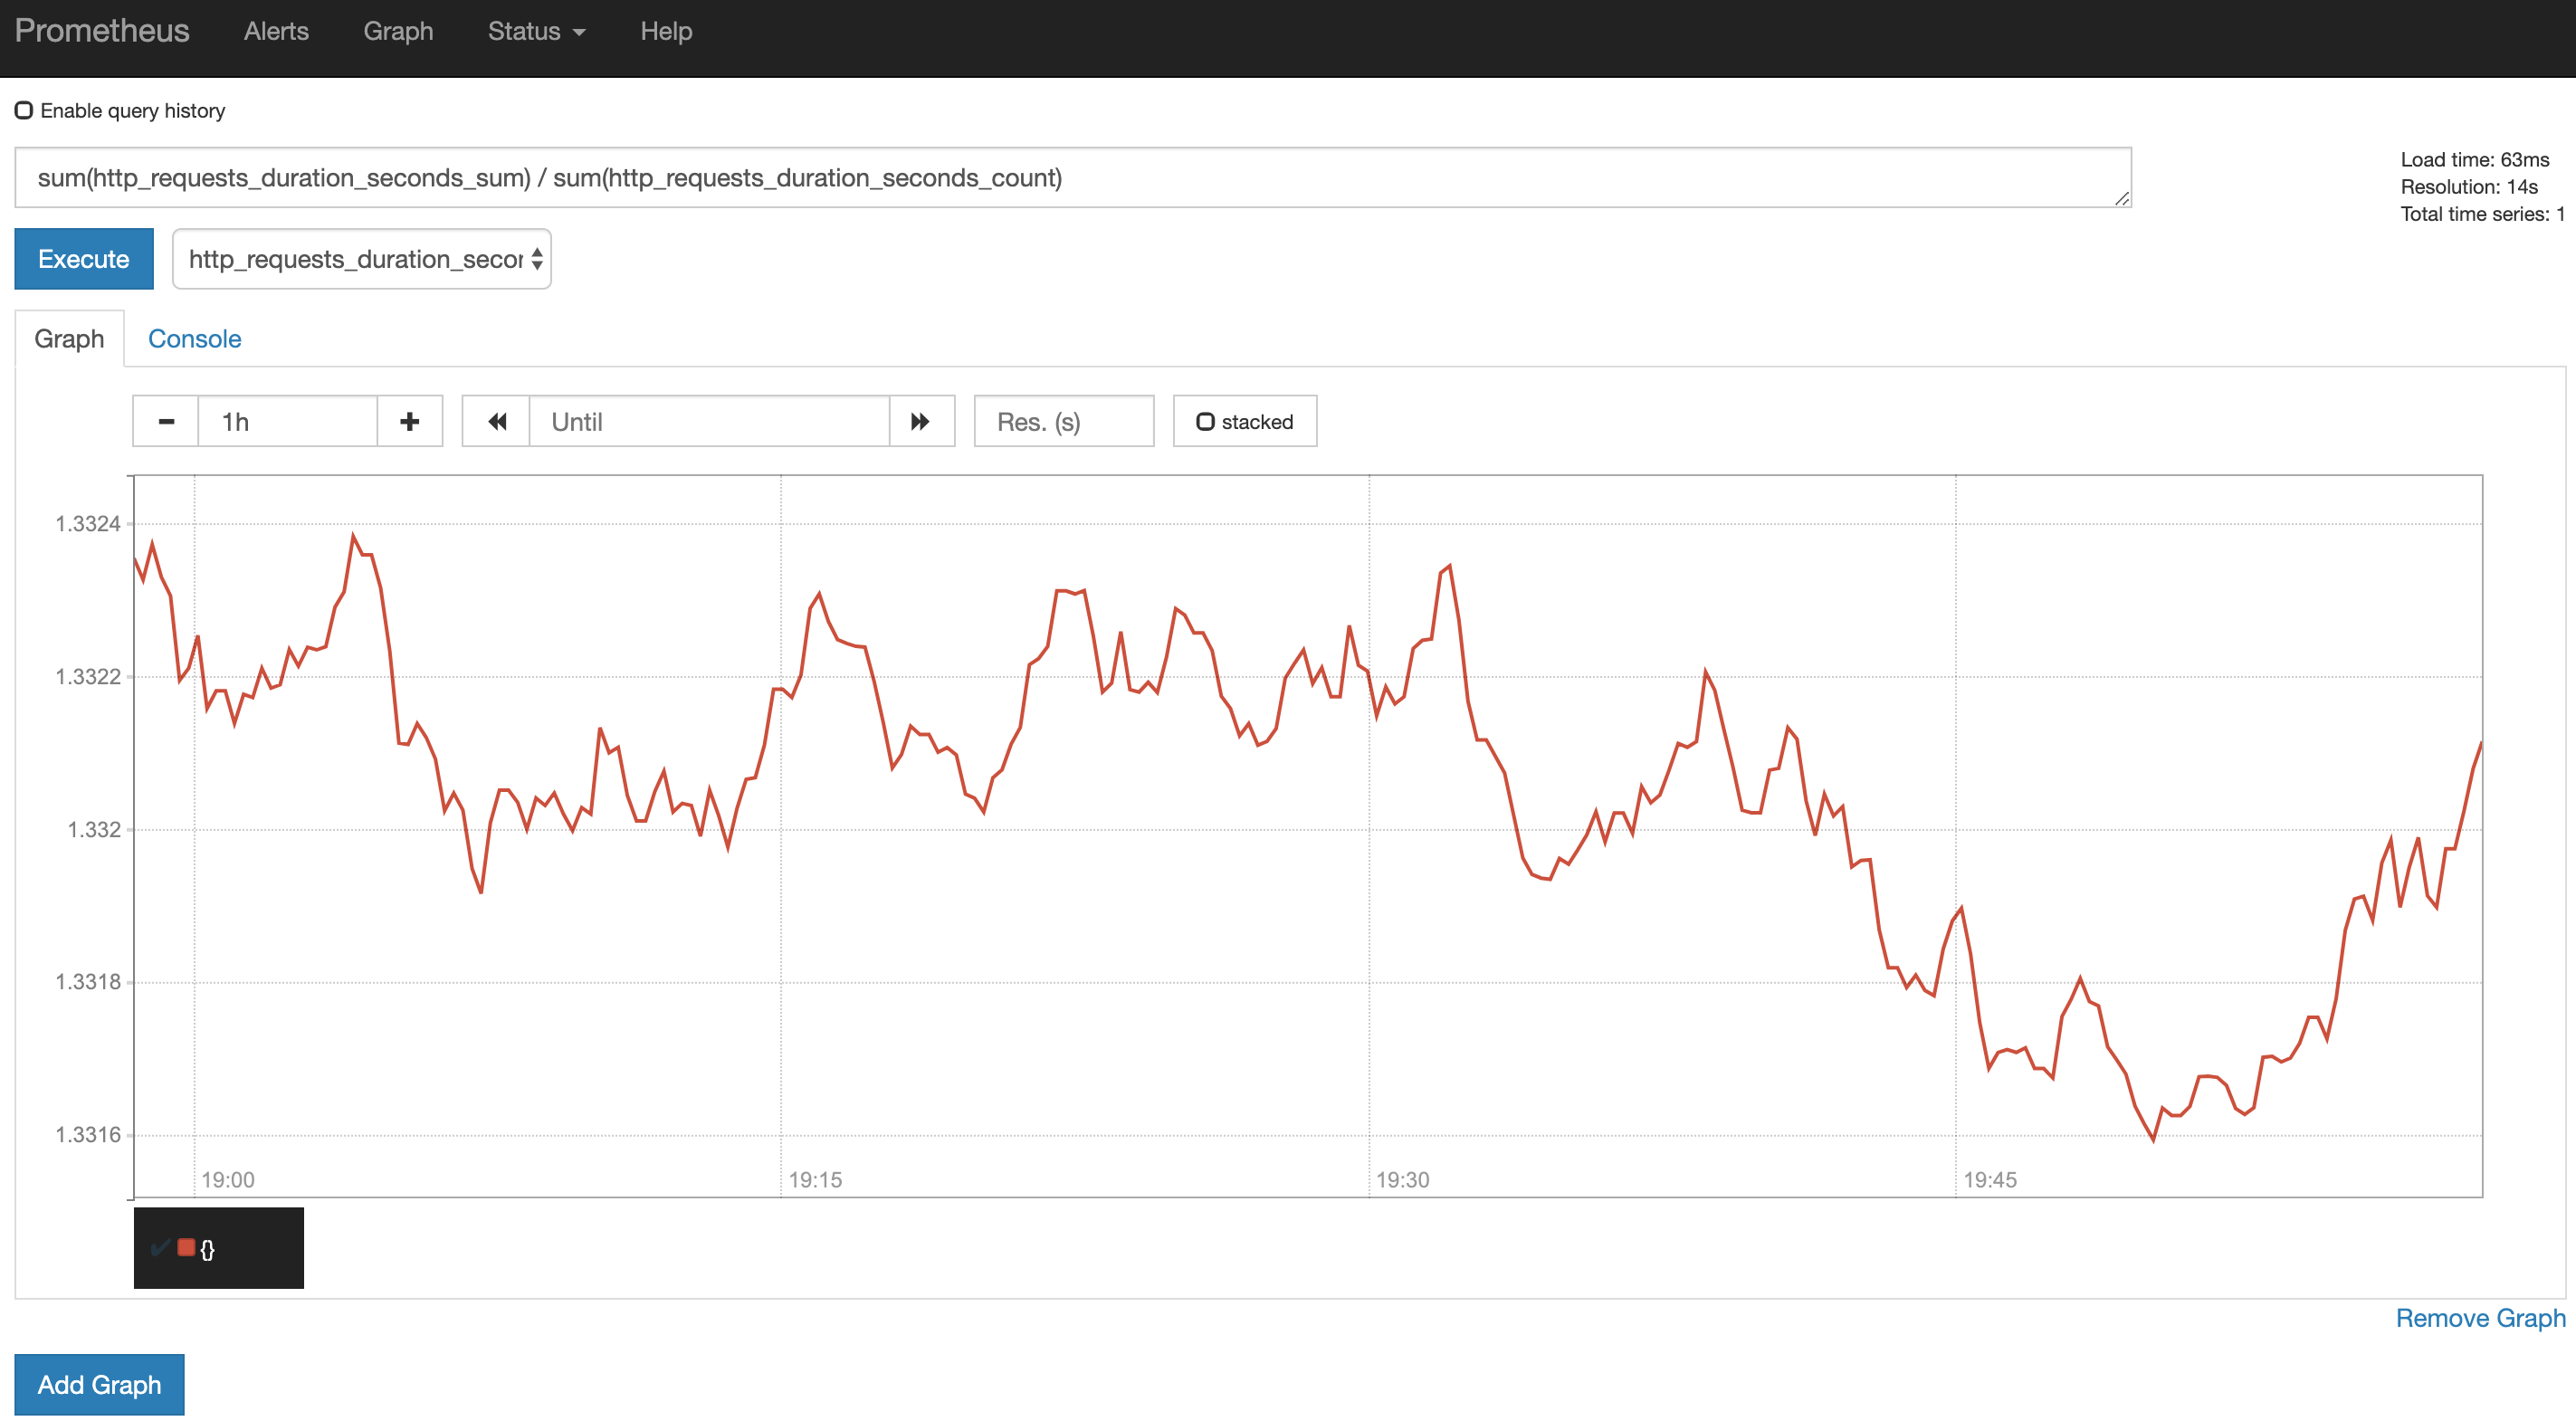 Prometheus Alerts Graph Status Help
Enable query history
sum(http_requests_duration_seconds_sum) / sum(http_requests_duration_seconds_count)
Load time: 63ms
Resolution: 14s
Total time series: 1
Execute http_requests_duration_secor
Graph Console
1h Until Res. (s) stacked
1.3324
1.3322
1.332
1.3318
1.3316
19:00 19:15 19:30 19:45
{}
Remove Graph
Add Graph